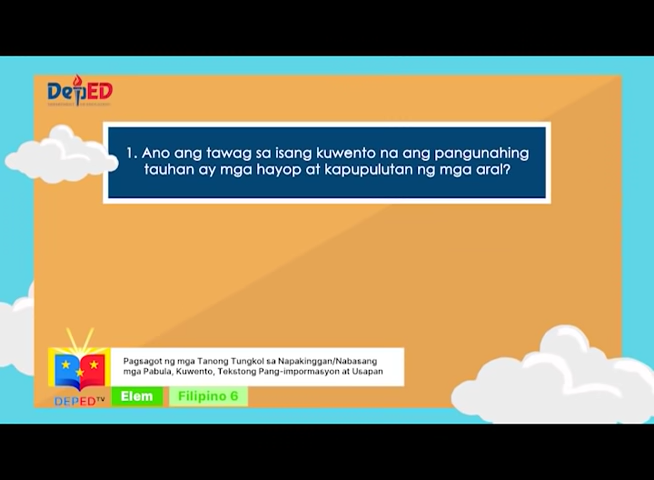 DepED
1. Ano ang tawag sa isang kuwento na ang pangunahing
tauhan ay mga hayop at kapupulutan ng mga aral?
Pagsagot ng mga Tanong Tungkol sa Napakinggan/Nabasang
mga Pabula, Kuwento, Tekstong Pang-impormasyon at Usapan
DEPED TV
Elem
Filipino 6